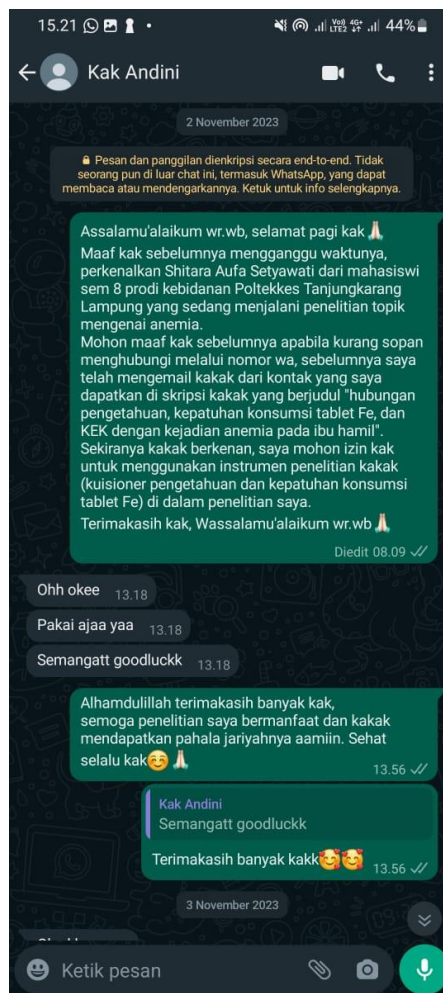 15.21
Voo) 4G+ 44%
LTE2
Kak Andini
2 November 2023
Pesan dan panggilan dienkripsi secara end-to-end. Tidak
seorang pun di luar chat ini, termasuk WhatsApp, yang dapat
membaca atau mendengarkannya. Ketuk untuk info selengkapnya.
Assalamu'alaikum wr.wb, selamat pagi kak🙏🏻
Maaf kak sebelumnya mengganggu waktunya,
perkenalkan Shitara Aufa Setyawati dari mahasiswi
sem 8 prodi kebidanan Poltekkes Tanjungkarang
Lampung yang sedang menjalani penelitian topik
mengenai anemia.
Mohon maaf kak sebelumnya apabila kurang sopan
menghubungi melalui nomor wa, sebelumnya saya
telah mengemail kakak dari kontak yang saya
dapatkan di skripsi kakak yang berjudul "hubungan
pengetahuan, kepatuhan konsumsi tablet Fe, dan
KEK dengan kejadian anemia pada ibu hamil".
Sekiranya kakak berkenan, saya mohon izin kak
untuk menggunakan instrumen penelitian kakak
(kuisioner pengetahuan dan kepatuhan konsumsi
tablet Fe) di dalam penelitian saya.
Terimakasih kak, Wassalamu'alaikum wr.wb🙏🏻
Diedit 08.09
Ohh okee 13.18
Pakai ajaa yaa 13.18
Semangatt goodluckk 13.18
Alhamdulillah terimakasih banyak kak,
semoga penelitian saya bermanfaat dan kakak
mendapatkan pahala jariyahnya aamiin. Sehat
selalu kak☺️🙏🏻
13.56
Kak Andini
Semangatt goodluckk
Terimakasih banyak kakk🥰🥰 13.56
3 November 2023
Ketik pesan